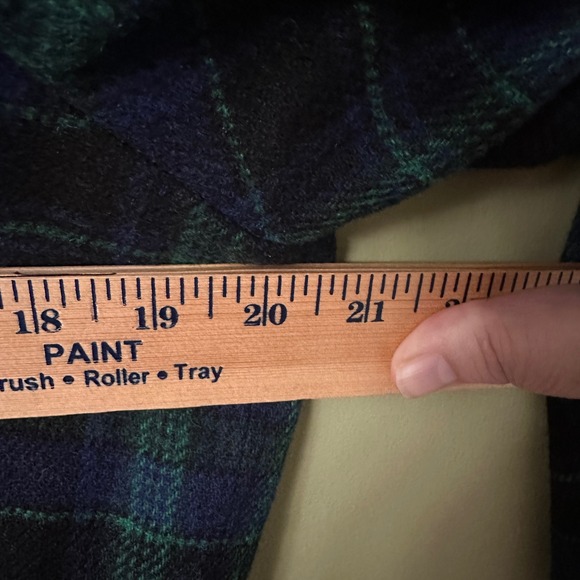 18 19 20 21
PAINT
rush • Roller • Tray